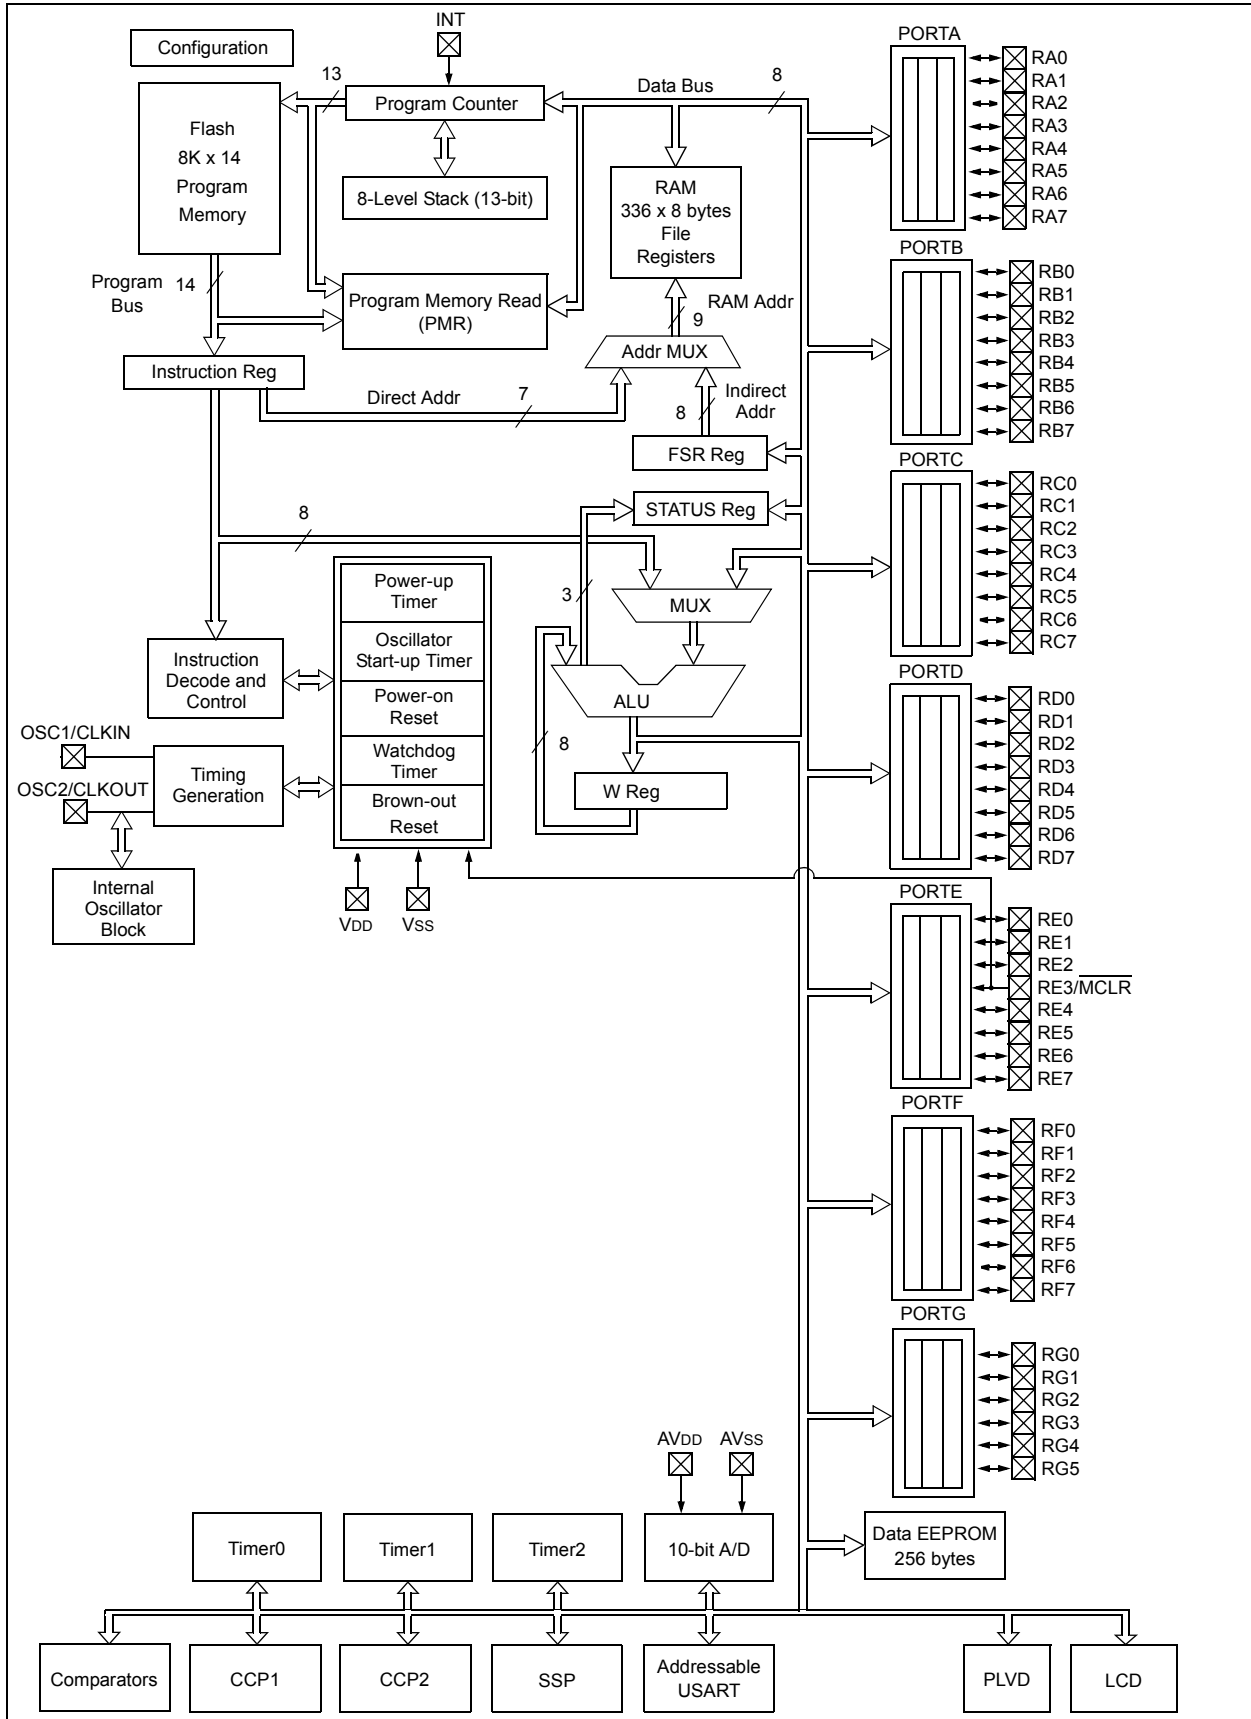 INT
Configuration
13
Program Counter
Data Bus
8
Flash
8K x 14
Program
Memory
8-Level Stack (13-bit)
RAM
336 x 8 bytes
File
Registers
Program
Bus
14
Program Memory Read
(PMR)
RAM Addr
9
Addr MUX
Instruction Reg
Direct Addr
7
Indirect
Addr
8
FSR Reg
STATUS Reg
8
3
MUX
Power-up
Timer
Oscillator
Start-up Timer
Power-on
Reset
Watchdog
Timer
Brown-out
Reset
Instruction
Decode and
Control
ALU
8
W Reg
OSC1/CLKIN
OSC2/CLKOUT
Timing
Generation
Internal
Oscillator
Block
VDD
VSS
PORTA
RA0
RA1
RA2
RA3
RA4
RA5
RA6
RA7
PORTB
RB0
RB1
RB2
RB3
RB4
RB5
RB6
RB7
PORTC
RC0
RC1
RC2
RC3
RC4
RC5
RC6
RC7
PORTD
RD0
RD1
RD2
RD3
RD4
RD5
RD6
RD7
PORTE
RE0
RE1
RE2
RE3/MCLR
RE4
RE5
RE6
RE7
PORTF
RF0
RF1
RF2
RF3
RF4
RF5
RF6
RF7
PORTG
RG0
RG1
RG2
RG3
RG4
RG5
AVDD
AVSS
Timer0
Timer1
Timer2
10-bit A/D
Data EEPROM
256 bytes
Comparators
CCP1
CCP2
SSP
Addressable
USART
PLVD
LCD